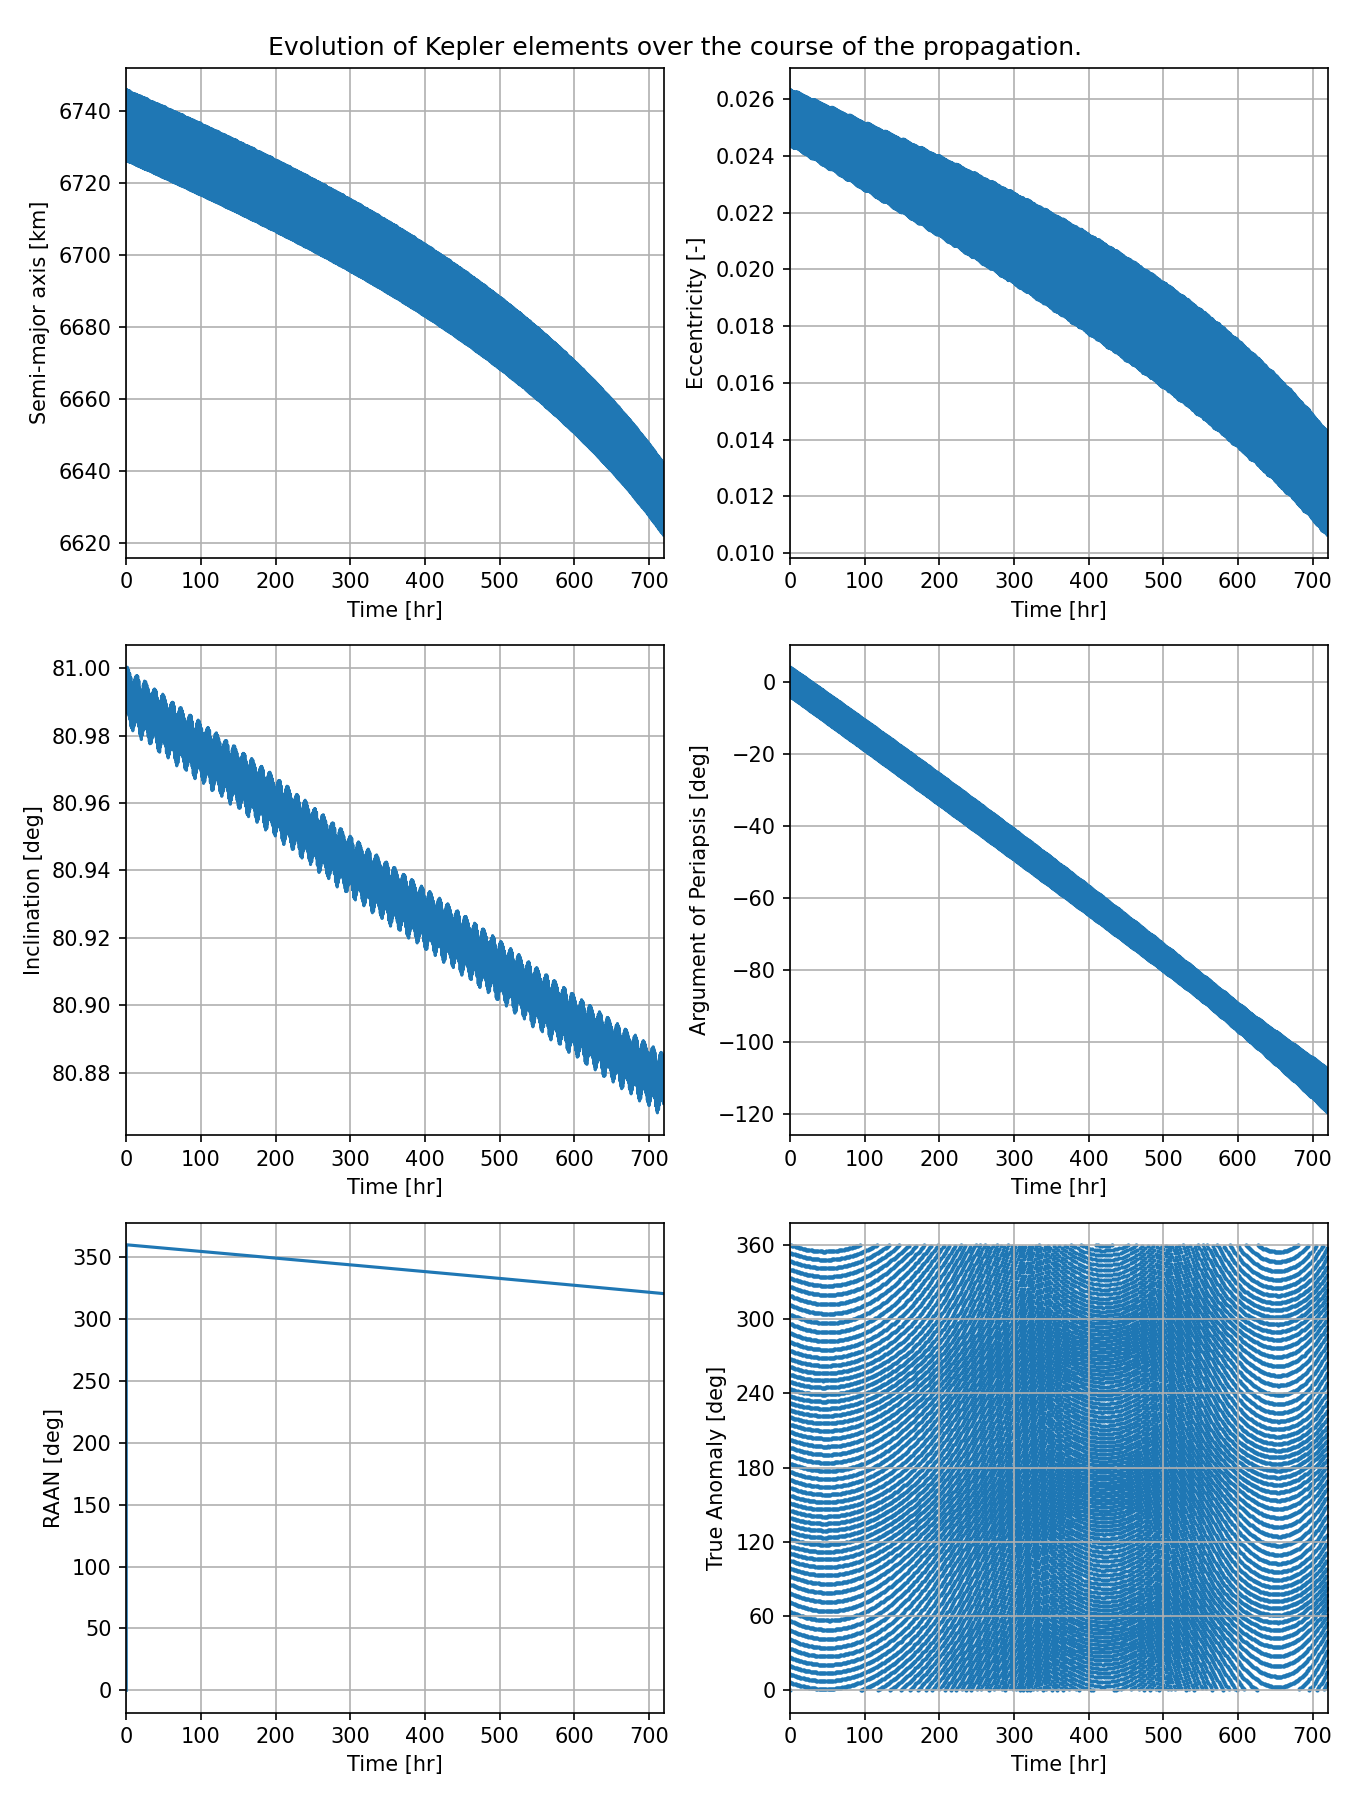 Evolution of Kepler elements over the course of the propagation.
Semi-major axis [km]
6740
6720
6700
6680
6660
6640
6620
0 100 200 300 400 500 600 700
Time [hr]
Eccentricity [-]
0.026
0.024
0.022
0.020
0.018
0.016
0.014
0.012
0.010
0 100 200 300 400 500 600 700
Time [hr]
Inclination [deg]
81.00
80.98
80.96
80.94
80.92
80.90
80.88
0 100 200 300 400 500 600 700
Time [hr]
Argument of Periapsis [deg]
0
−20
−40
−60
−80
−100
−120
0 100 200 300 400 500 600 700
Time [hr]
RAAN [deg]
350
300
250
200
150
100
50
0
0 100 200 300 400 500 600 700
Time [hr]
True Anomaly [deg]
360
300
240
180
120
60
0
0 100 200 300 400 500 600 700
Time [hr]